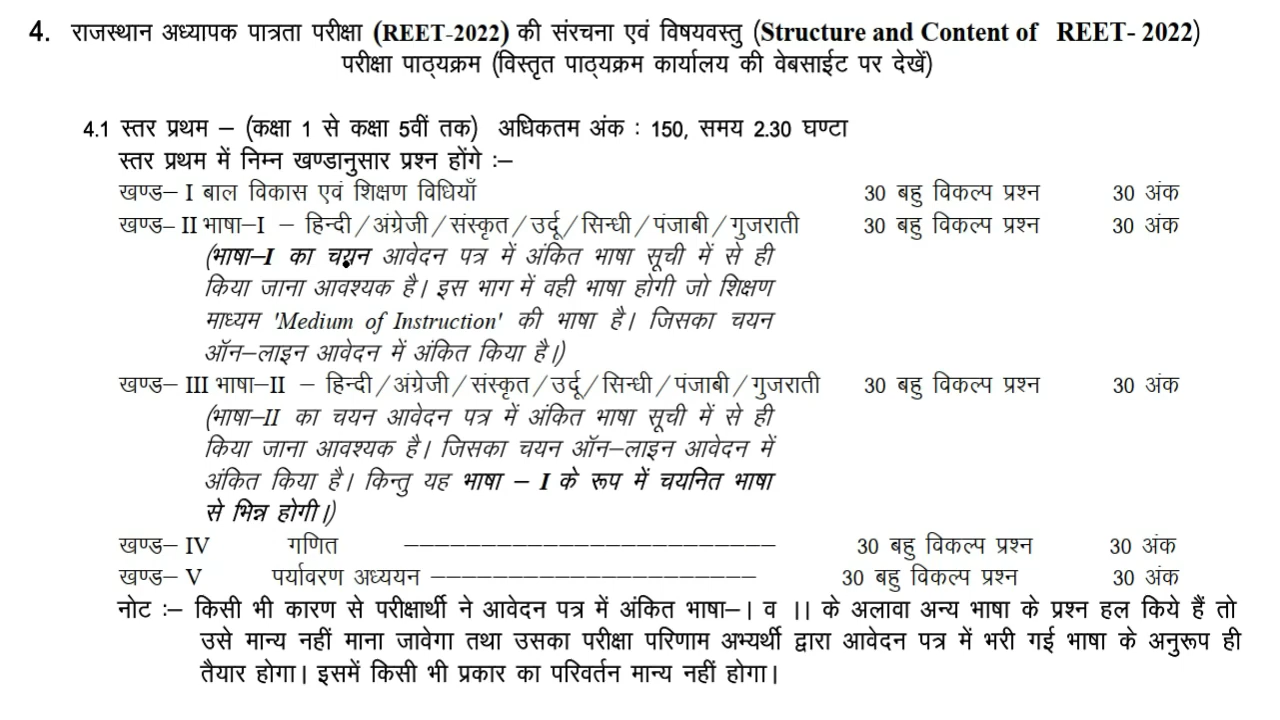 4. राजस्थान अध्यापक पात्रता परीक्षा (REET-2022) की संरचना एवं विषयवस्तु (Structure and Content of REET- 2022)
परीक्षा पाठ्यक्रम (विस्तृत पाठ्यक्रम कार्यालय की वेबसाईट पर देखें)
4.1 स्तर प्रथम – (कक्षा 1 से कक्षा 5वीं तक) अधिकतम अंक : 150, समय 2.30 घण्टा
स्तर प्रथम में निम्न खण्डानुसार प्रश्न होंगे :–
खण्ड– I बाल विकास एवं शिक्षण विधियाँ 30 बहु विकल्प प्रश्न 30 अंक
खण्ड– II भाषा–I – हिन्दी/अंग्रेजी/संस्कृत/उर्दू/सिन्धी/पंजाबी/गुजराती 30 बहु विकल्प प्रश्न 30 अंक
(भाषा–I का चयन आवेदन पत्र में अंकित भाषा सूची में से ही
किया जाना आवश्यक है। इस भाग में वही भाषा होगी जो शिक्षण
माध्यम 'Medium of Instruction' की भाषा है। जिसका चयन
ऑन–लाइन आवेदन में अंकित किया है।)
खण्ड– III भाषा–II – हिन्दी/अंग्रेजी/संस्कृत/उर्दू/सिन्धी/पंजाबी/गुजराती 30 बहु विकल्प प्रश्न 30 अंक
(भाषा–II का चयन आवेदन पत्र में अंकित भाषा सूची में से ही
किया जाना आवश्यक है। जिसका चयन ऑन–लाइन आवेदन में
अंकित किया है। किन्तु यह भाषा – I के रूप में चयनित भाषा
से भिन्न होगी।)
खण्ड– IV गणित ––––––––––––––––––––––––– 30 बहु विकल्प प्रश्न 30 अंक
खण्ड– V पर्यावरण अध्ययन –––––––––––––––––––––– 30 बहु विकल्प प्रश्न 30 अंक
नोट :– किसी भी कारण से परीक्षार्थी ने आवेदन पत्र में अंकित भाषा–। व ।। के अलावा अन्य भाषा के प्रश्न हल किये हैं तो
उसे मान्य नहीं माना जावेगा तथा उसका परीक्षा परिणाम अभ्यर्थी द्वारा आवेदन पत्र में भरी गई भाषा के अनुरूप ही
तैयार होगा। इसमें किसी भी प्रकार का परिवर्तन मान्य नहीं होगा।